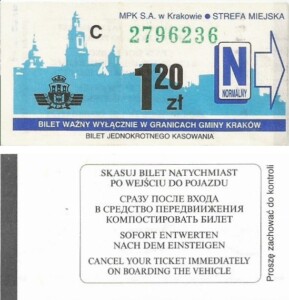 MPK S.A. w Krakowie • STREFA MIEJSKA
C 2796236
1 20 zł
N
NORMALNY
BILET WAŻNY WYŁĄCZNIE W GRANICACH GMINY KRAKÓW
BILET JEDNOKROTNEGO KASOWANIA
SKASUJ BILET NATYCHMIAST
PO WEJŚCIU DO POJAZDU
СРАЗУ ПОСЛЕ ВХОДА
В СРЕДСТВО ПЕРЕДВИЖЕНИЯ
КОМПОСТИРОВАТЬ БИЛЕТ
SOFORT ENTWERTEN
NACH DEM EINSTEIGEN
CANCEL YOUR TICKET IMMEDIATELY
ON BOARDING THE VEHICLE
Proszę zachować do kontroli